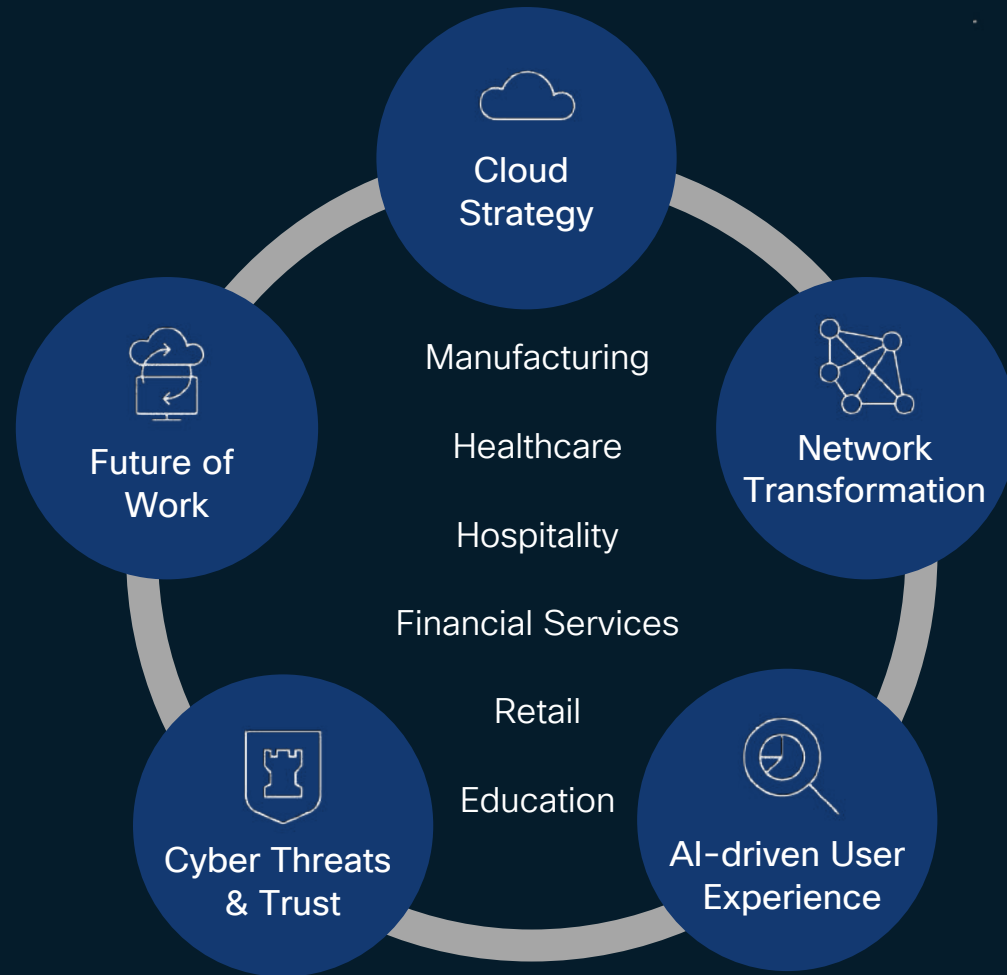 Cloud
Strategy
Future of
Work
Network
Transformation
Manufacturing
Healthcare
Hospitality
Financial Services
Retail
Education
Cyber Threats
& Trust
AI-driven User
Experience